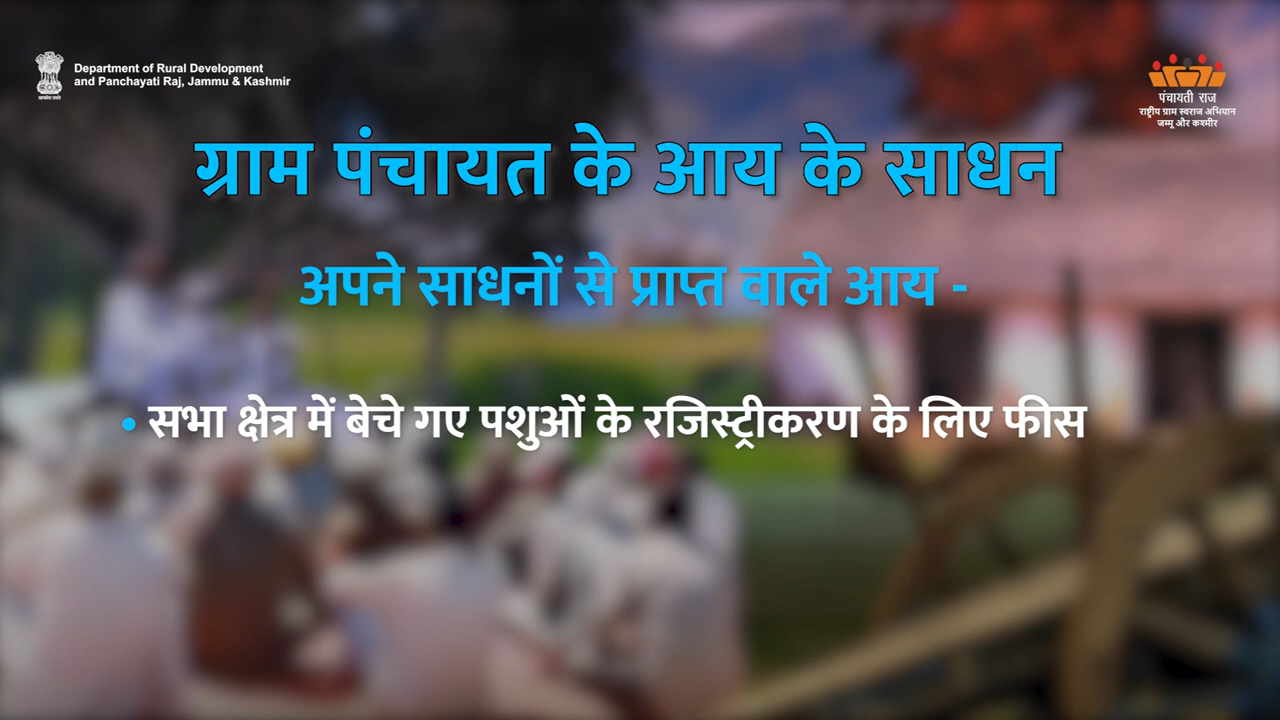 Department of Rural Development
and Panchayati Raj, Jammu & Kashmir
पंचायती राज
राष्ट्रीय ग्राम स्वराज अभियान
जम्मू और कश्मीर
ग्राम पंचायत के आय के साधन
अपने साधनों से प्राप्त वाले आय -
• सभा क्षेत्र में बेचे गए पशुओं के रजिस्ट्रीकरण के लिए फीस